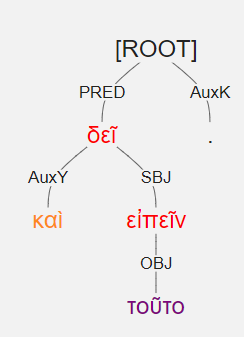 [ROOT]
PRED AuxK
δεῖ .
AuxY SBJ
καὶ εἰπεῖν
OBJ
τοῦτο